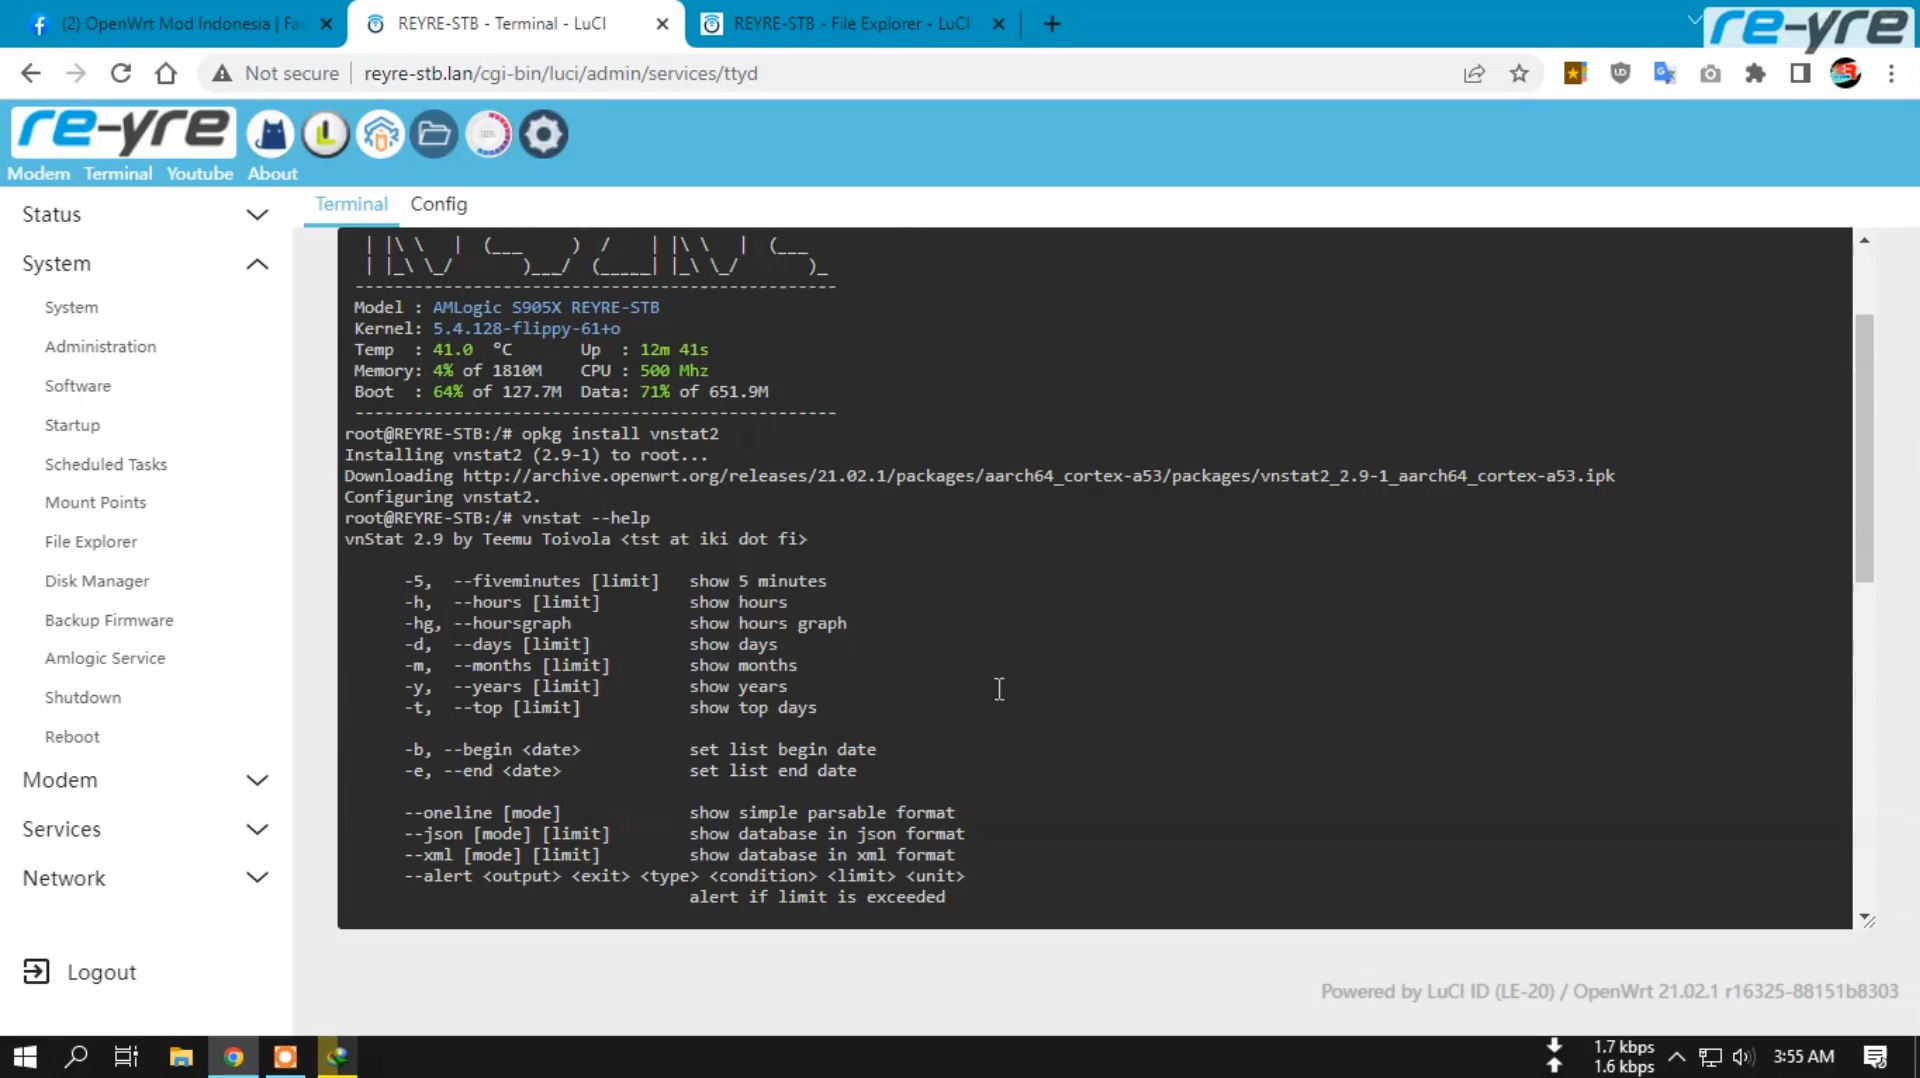 (2) OpenWrt Mod Indonesia | Fac
REYRE-STB - Terminal - LuCI
REYRE-STB - File Explorer - LuCI
re-yre
Not secure
reyre-stb.lan/cgi-bin/luci/admin/services/ttyd
re-yre
Modem Terminal Youtube About
Status
System
System
Administration
Software
Startup
Scheduled Tasks
Mount Points
File Explorer
Disk Manager
Backup Firmware
Amlogic Service
Shutdown
Reboot
Modem
Services
Network
Logout
Terminal Config
---------------------------------------------
Model : AMLogic S905X REYRE-STB
Kernel: 5.4.128-flippy-61+o
Temp : 41.0 °C Up : 12m 41s
Memory: 4% of 1810M CPU : 500 Mhz
Boot : 64% of 127.7M Data: 71% of 651.9M
---------------------------------------------
root@REYRE-STB:/# opkg install vnstat2
Installing vnstat2 (2.9-1) to root...
Downloading http://archive.openwrt.org/releases/21.02.1/packages/aarch64_cortex-a53/packages/vnstat2_2.9-1_aarch64_cortex-a53.ipk
Configuring vnstat2.
root@REYRE-STB:/# vnstat --help
vnStat 2.9 by Teemu Toivola <tst at iki dot fi>
-5, --fiveminutes [limit] show 5 minutes
-h, --hours [limit] show hours
-hg, --hoursgraph show hours graph
-d, --days [limit] show days
-m, --months [limit] show months
-y, --years [limit] show years
-t, --top [limit] show top days
-b, --begin <date> set list begin date
-e, --end <date> set list end date
--oneline [mode] show simple parsable format
--json [mode] [limit] show database in json format
--xml [mode] [limit] show database in xml format
--alert <output> <exit> <type> <condition> <limit> <unit>
alert if limit is exceeded
Powered by LuCI ID (LE-20) / OpenWrt 21.02.1 r16325-88151b8303
1.7 kbps
1.6 kbps
3:55 AM